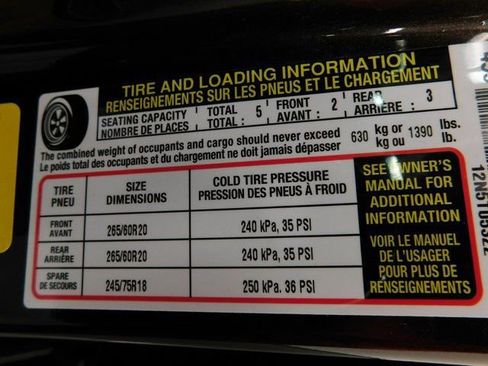 TIRE AND LOADING INFORMATION
RENSEIGNEMENTS SUR LES PNEUS ET LE CHARGEMENT
SEATING CAPACITY TOTAL 5 FRONT 2 REAR 3
NOMBRE DE PLACES TOTAL : AVANT : ARRIÈRE :
The combined weight of occupants and cargo should never exceed 630 kg or 1390 lbs.
Le poids total des occupants et du chargement ne doit jamais dépasser kg ou lb.
TIRE SIZE COLD TIRE PRESSURE
PNEU DIMENSIONS PRESSION DES PNEUS À FROID
FRONT
AVANT 265/60R20 240 kPa, 35 PSI
REAR
ARRIÈRE 265/60R20 240 kPa, 35 PSI
SPARE
DE SECOURS 245/75R18 250 kPa. 36 PSI
SEE OWNER'S
MANUAL FOR
ADDITIONAL
INFORMATION
VOIR LE MANUEL
DE L'USAGER
POUR PLUS DE
RENSEIGNEMENTS